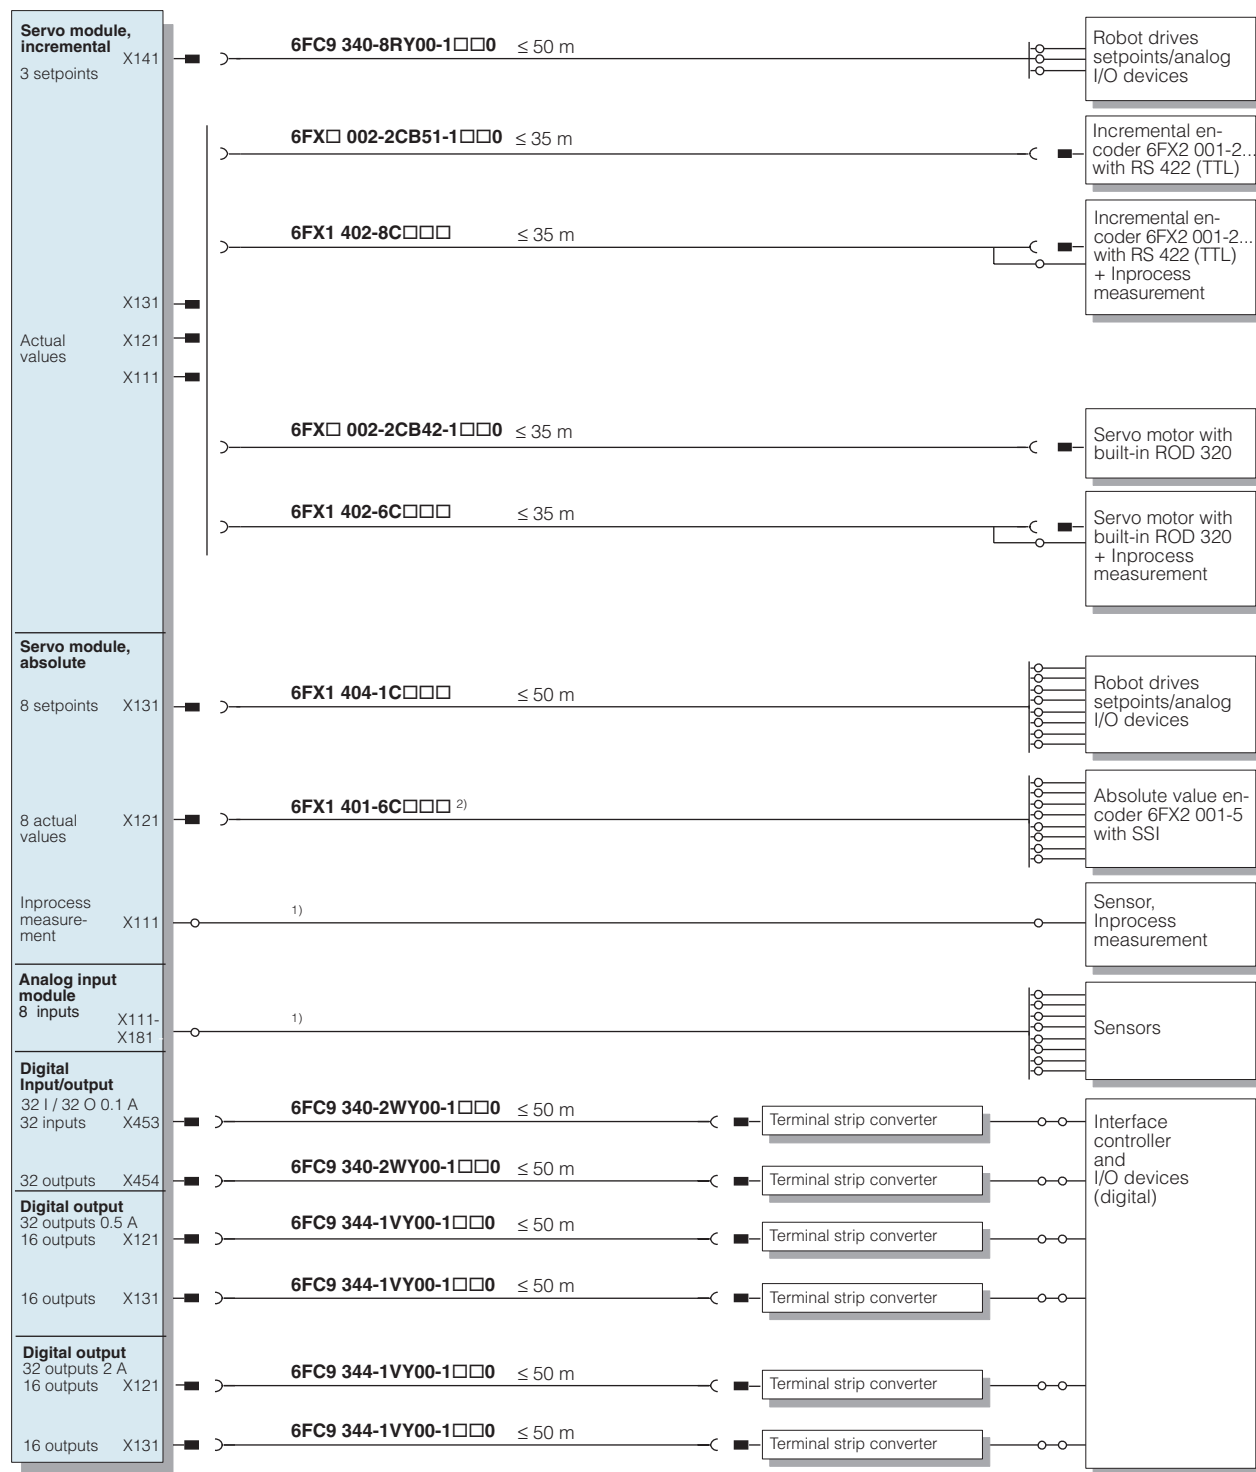 Servo module,
incremental
X141
3 setpoints
6FC9 340-8RY00-1□□0 ≤ 50 m
Robot drives
setpoints/analog
I/O devices
6FX□ 002-2CB51-1□□0 ≤ 35 m
Incremental en-
coder 6FX2 001-2...
with RS 422 (TTL)
6FX1 402-8C□□□ ≤ 35 m
Incremental en-
coder 6FX2 001-2...
with RS 422 (TTL)
+ Inprocess
measurement
X131
Actual
values
X121
X111
6FX□ 002-2CB42-1□□0 ≤ 35 m
Servo motor with
built-in ROD 320
6FX1 402-6C□□□ ≤ 35 m
Servo motor with
built-in ROD 320
+ Inprocess
measurement
Servo module,
absolute
8 setpoints X131
6FX1 404-1C□□□ ≤ 50 m
Robot drives
setpoints/analog
I/O devices
8 actual
values
X121
6FX1 401-6C□□□ 2)
Absolute value en-
coder 6FX2 001-5
with SSI
Inprocess
measure-
ment
X111
1)
Sensor,
Inprocess
measurement
Analog input
module
8 inputs
X111-
X181
1)
Sensors
Digital
Input/output
32 I / 32 O 0.1 A
32 inputs X453
6FC9 340-2WY00-1□□0 ≤ 50 m
Terminal strip converter
Interface
controller
and
I/O devices
(digital)
32 outputs X454
6FC9 340-2WY00-1□□0 ≤ 50 m
Terminal strip converter
Digital output
32 outputs 0.5 A
16 outputs X121
6FC9 344-1VY00-1□□0 ≤ 50 m
Terminal strip converter
16 outputs X131
6FC9 344-1VY00-1□□0 ≤ 50 m
Terminal strip converter
Digital output
32 outputs 2 A
16 outputs X121
6FC9 344-1VY00-1□□0 ≤ 50 m
Terminal strip converter
16 outputs X131
6FC9 344-1VY00-1□□0 ≤ 50 m
Terminal strip converter